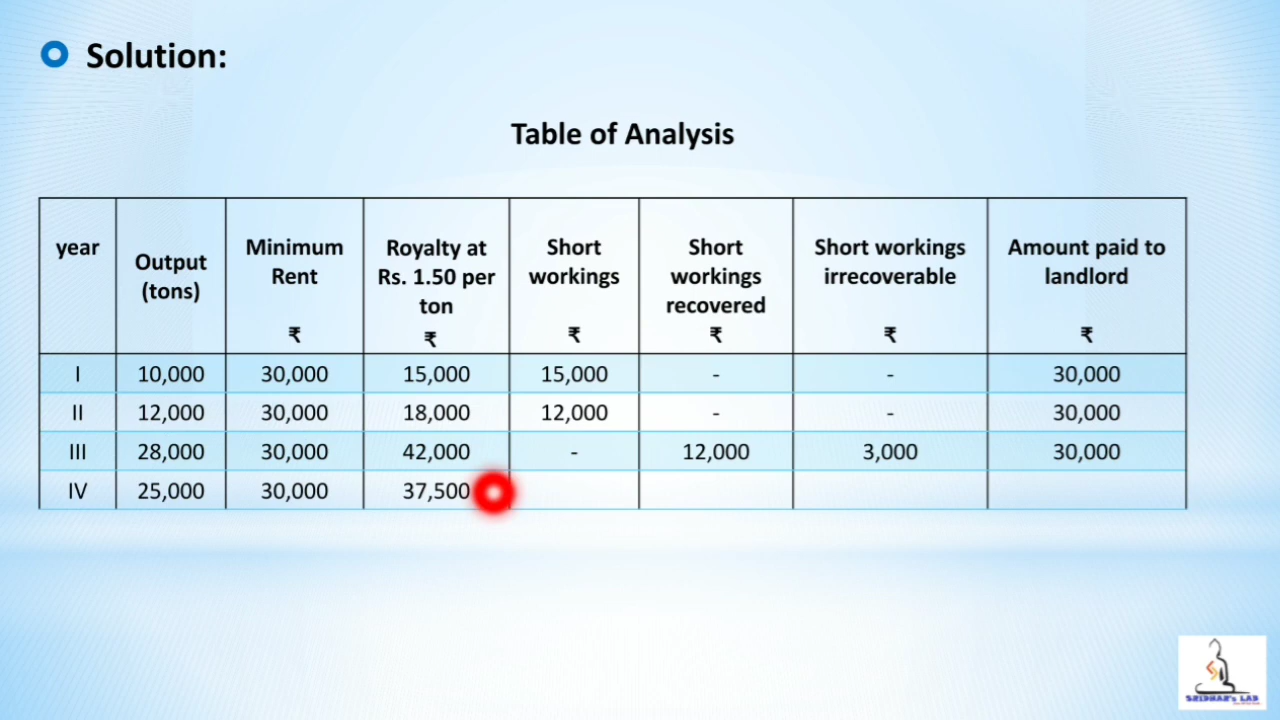 Solution:
Table of Analysis
year
Output
(tons)
Minimum
Rent
₹
Royalty at
Rs. 1.50 per
ton
₹
Short
workings
₹
Short
workings
recovered
₹
Short workings
irrecoverable
₹
Amount paid to
landlord
₹
I 10,000 30,000 15,000 15,000 - - 30,000
II 12,000 30,000 18,000 12,000 - - 30,000
III 28,000 30,000 42,000 - 12,000 3,000 30,000
IV 25,000 30,000 37,500
SRIDHAR's LAB